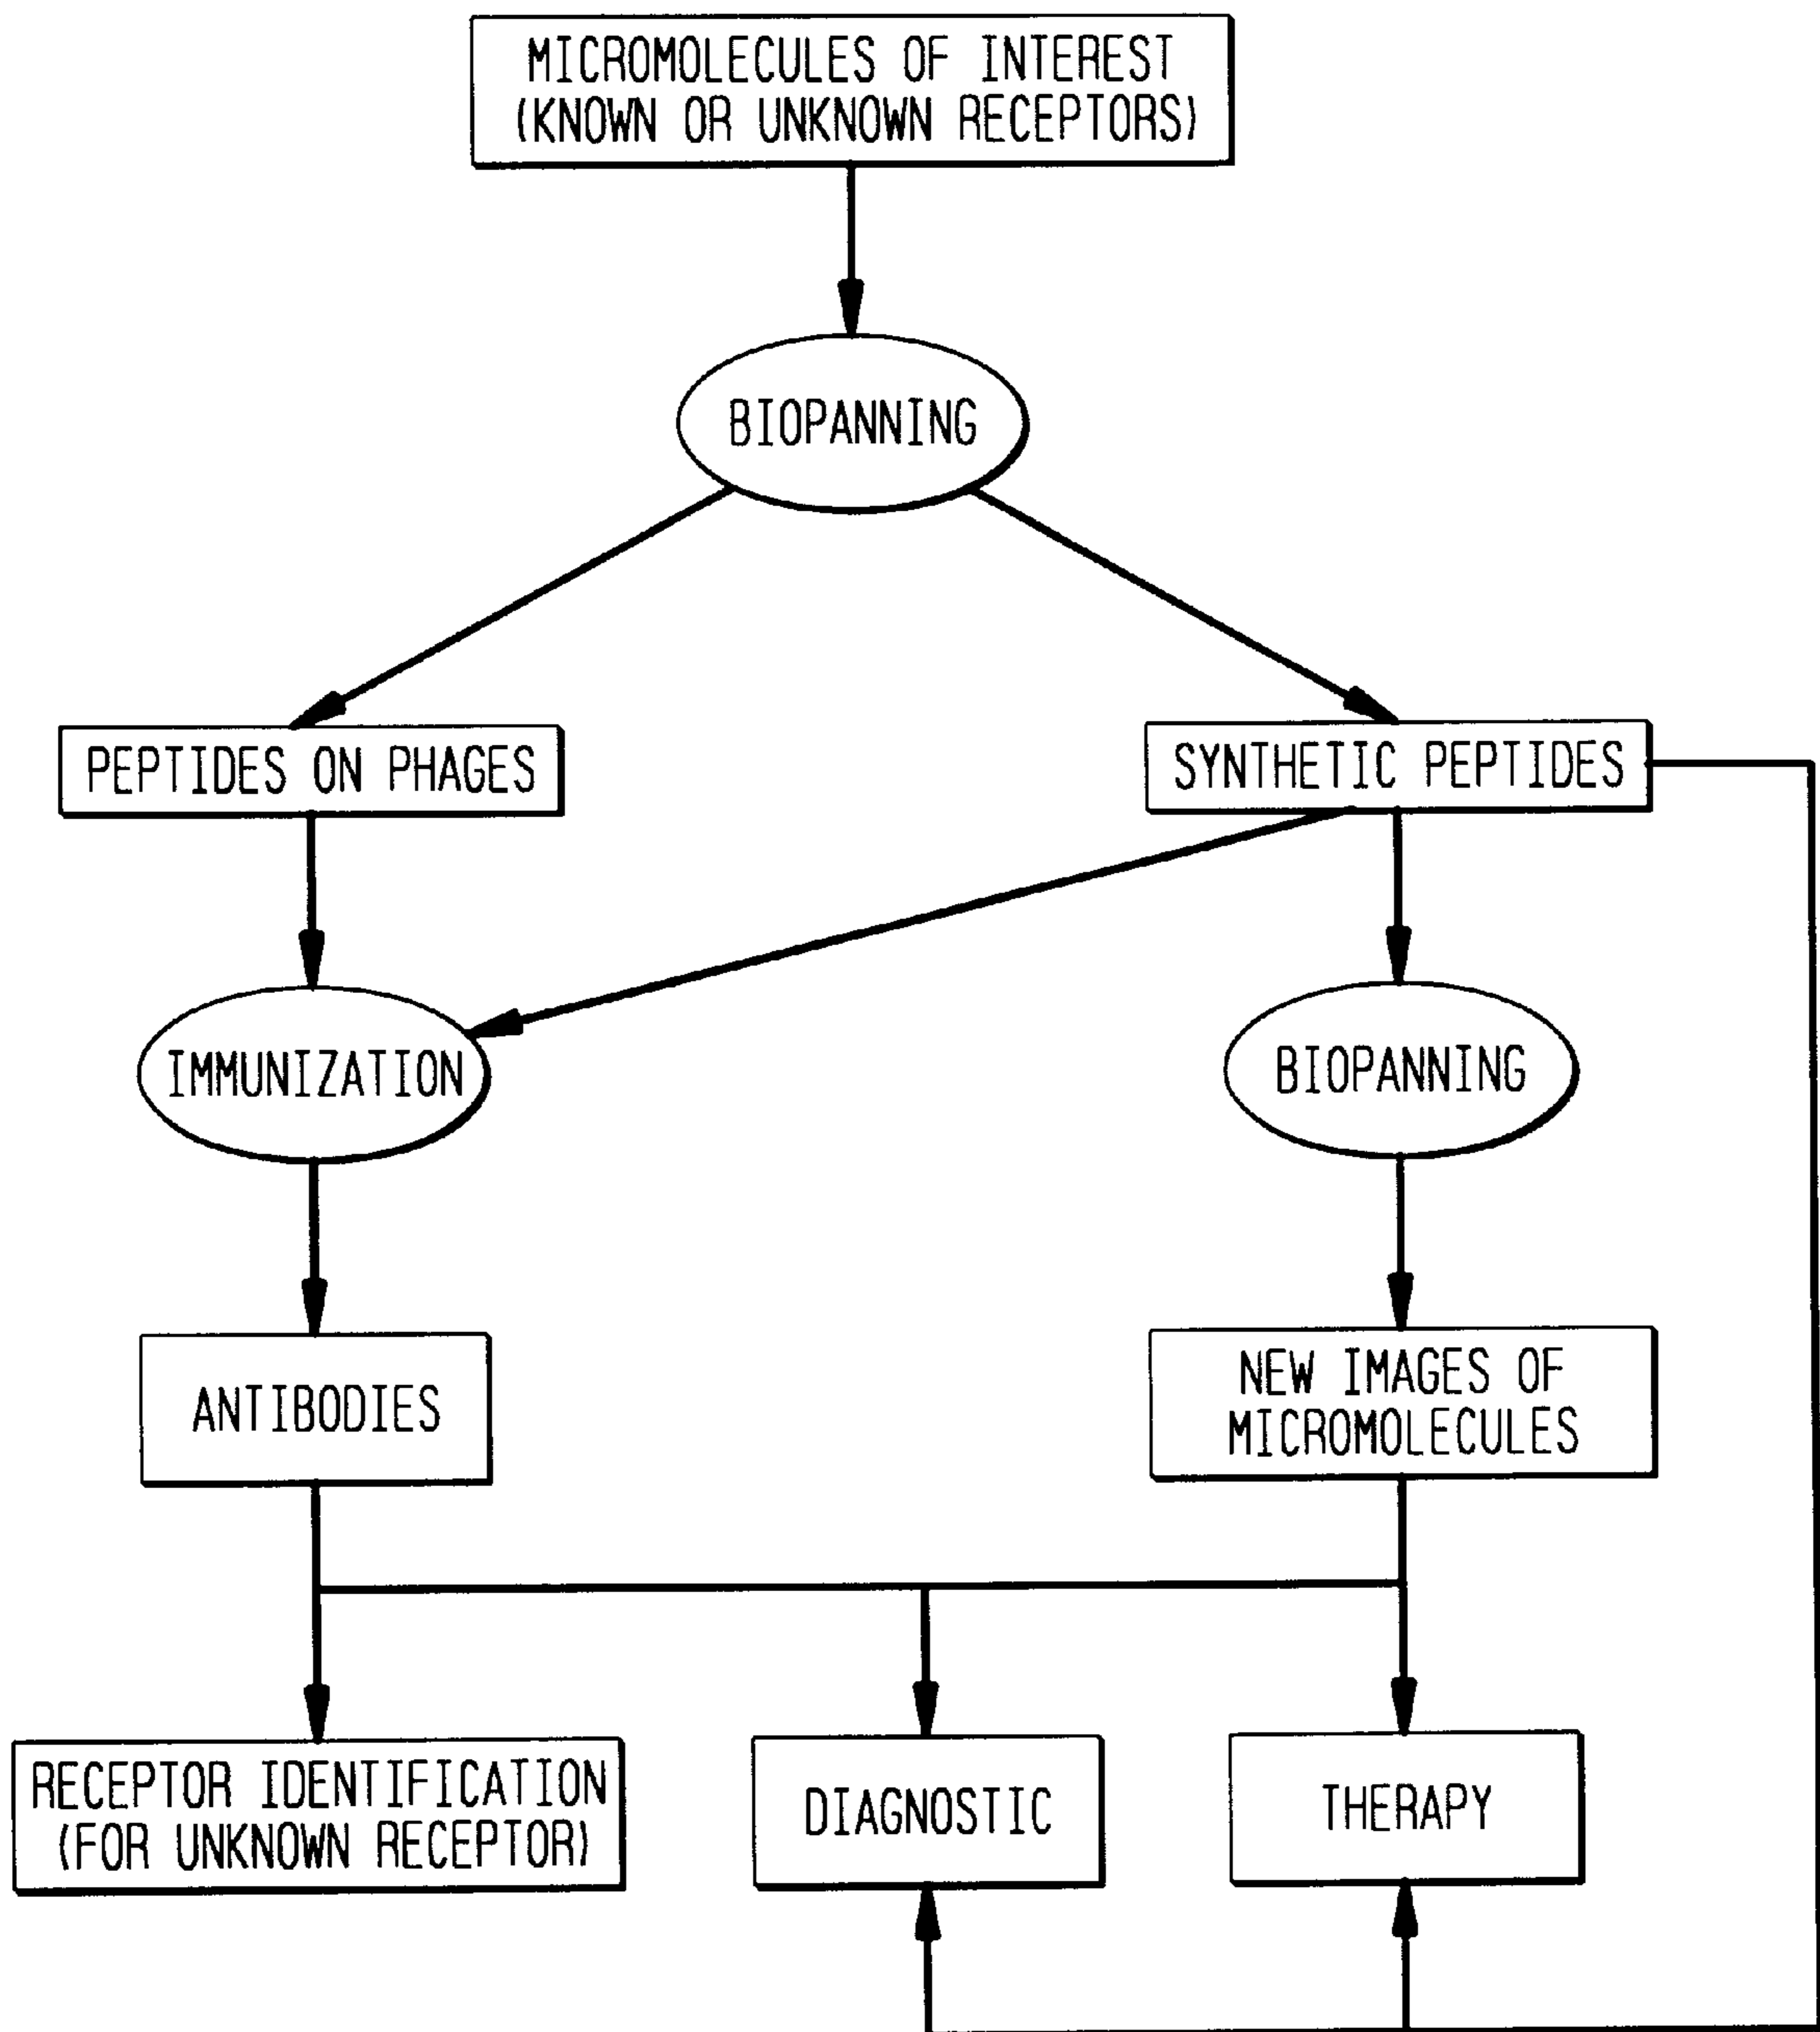 MICROMOLECULES OF INTEREST
(KNOWN OR UNKNOWN RECEPTORS)
BIOPANNING
PEPTIDES ON PHAGES
SYNTHETIC PEPTIDES
IMMUNIZATION
BIOPANNING
ANTIBODIES
NEW IMAGES OF
MICROMOLECULES
RECEPTOR IDENTIFICATION
(FOR UNKNOWN RECEPTOR)
DIAGNOSTIC
THERAPY